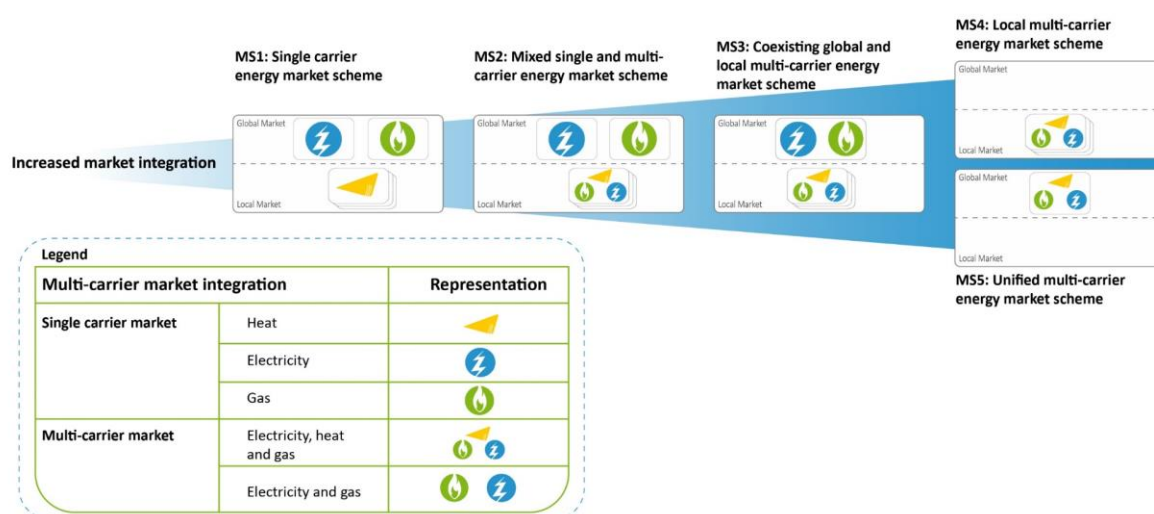 Increased market integration
MS1: Single carrier
energy market scheme
Global Market
Local Market
MS2: Mixed single and multi-
carrier energy market scheme
Global Market
Local Market
MS3: Coexisting global and
local multi-carrier energy
market scheme
Global Market
Local Market
MS4: Local multi-carrier
energy market scheme
Global Market
Local Market
Global Market
Local Market
MS5: Unified multi-carrier
energy market scheme
Legend
Multi-carrier market integration Representation
Single carrier market Heat
Electricity
Gas
Multi-carrier market Electricity, heat
and gas
Electricity and gas